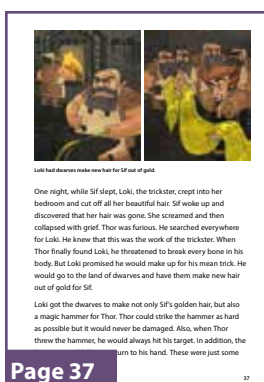 Loki had dwarves make new hair for Sif out of gold.
One night, while Sif slept, Loki, the trickster, crept into her
bedroom and cut off all her beautiful hair. Sif woke up and
discovered that her hair was gone. She screamed and then
collapsed with grief. Thor was furious. He searched everywhere
for Loki. He knew that this was the work of the trickster. When
Thor finally found Loki, he threatened to break every bone in his
body. But Loki promised he would make up for his mean trick. He
would go to the land of dwarves and have them make new hair
out of gold for Sif.
Loki got the dwarves to make not only Sif's golden hair, but also
a magic hammer for Thor. Thor could strike the hammer as hard
as possible but it would never be damaged. Also, when Thor
threw the hammer, he would always hit his target. In addition, the
to his hand. These were just some
Page 37
37